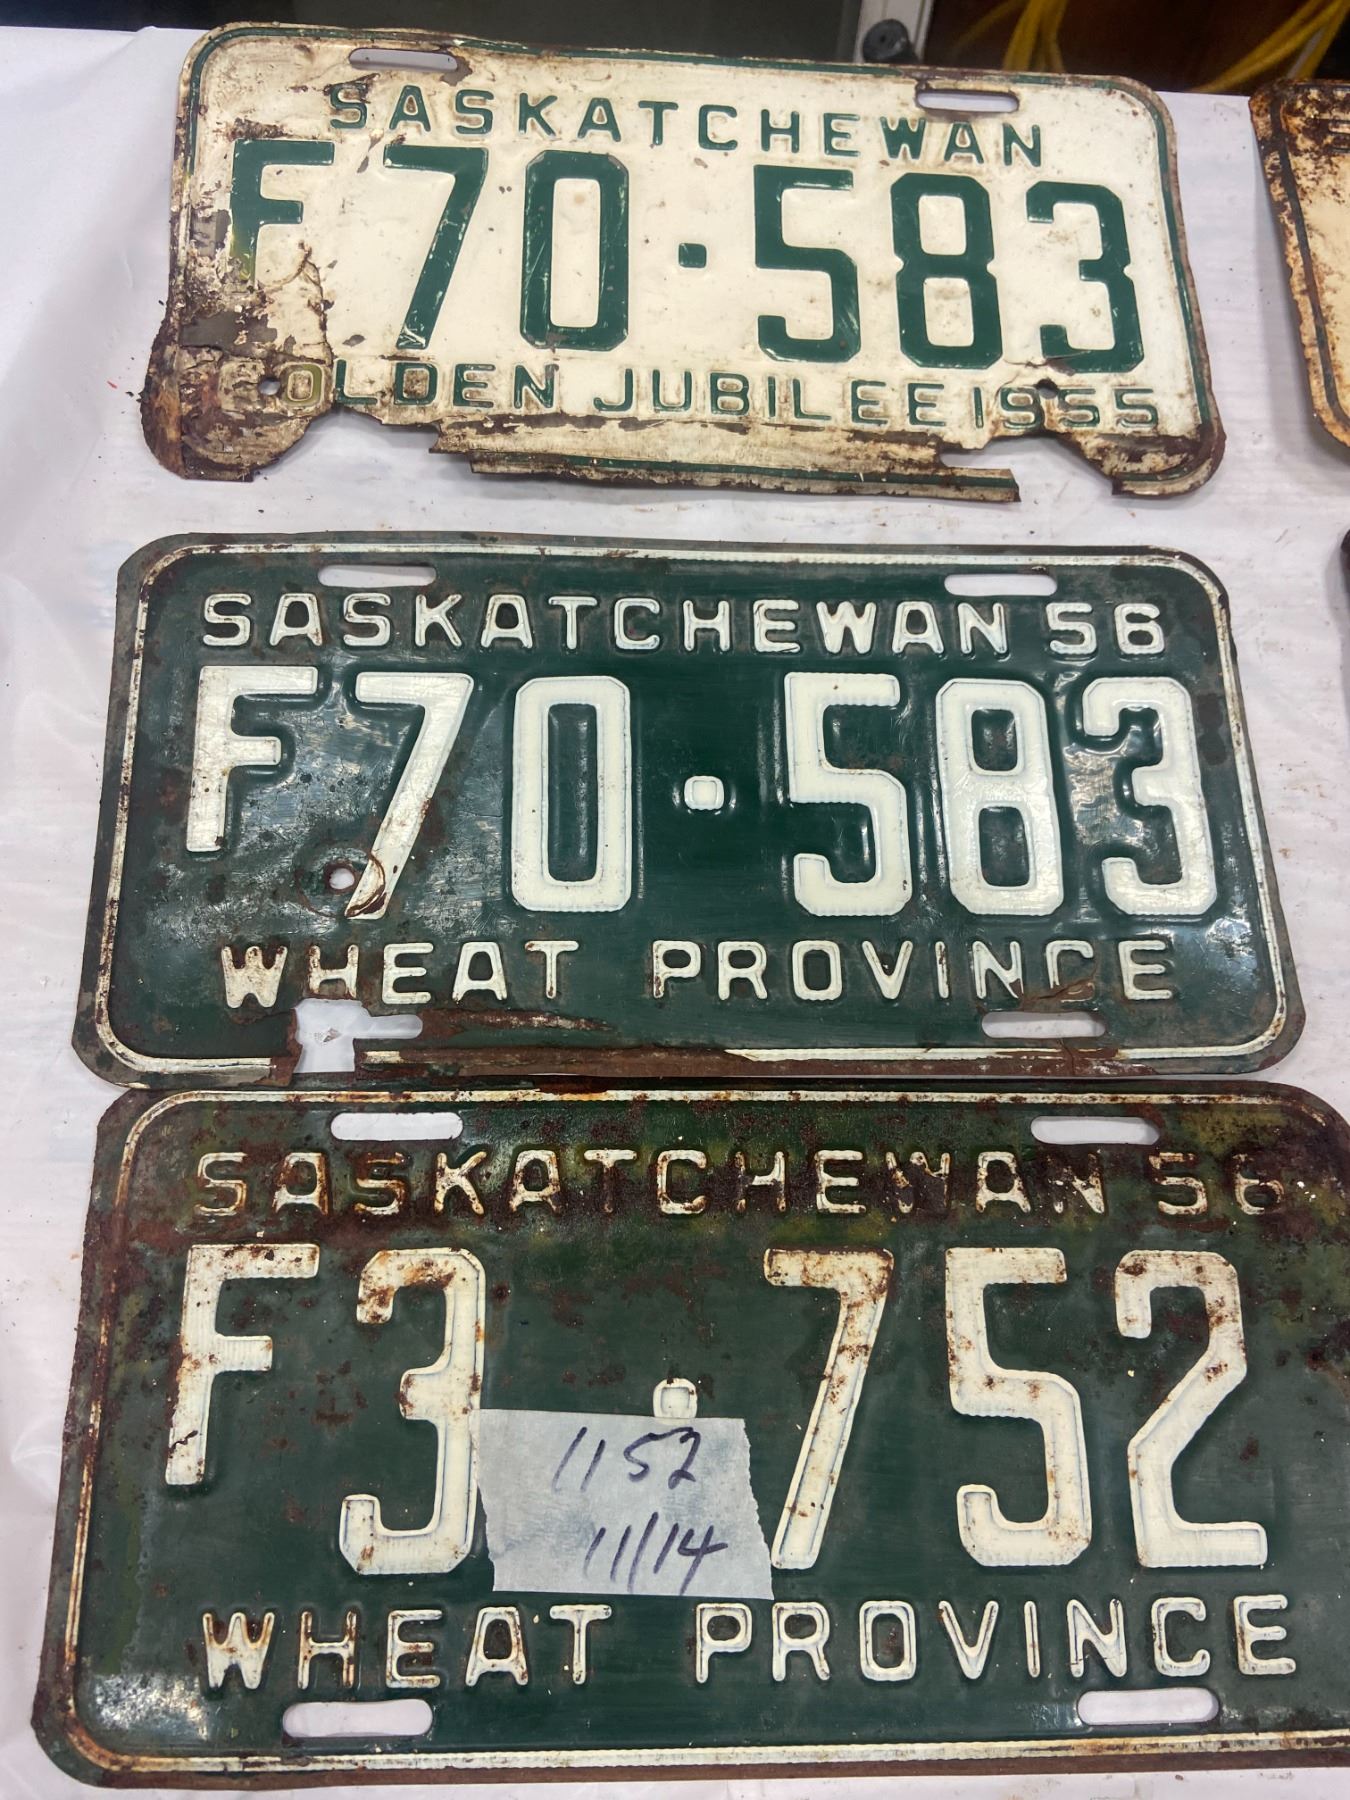 SASKATCHEWAN
F70·583
GOLDEN JUBILEE 1955
SASKATCHEWAN 56
F70·583
WHEAT PROVINCE
SASKATCHEWAN 56
F3·752
1152
11/14
WHEAT PROVINCE